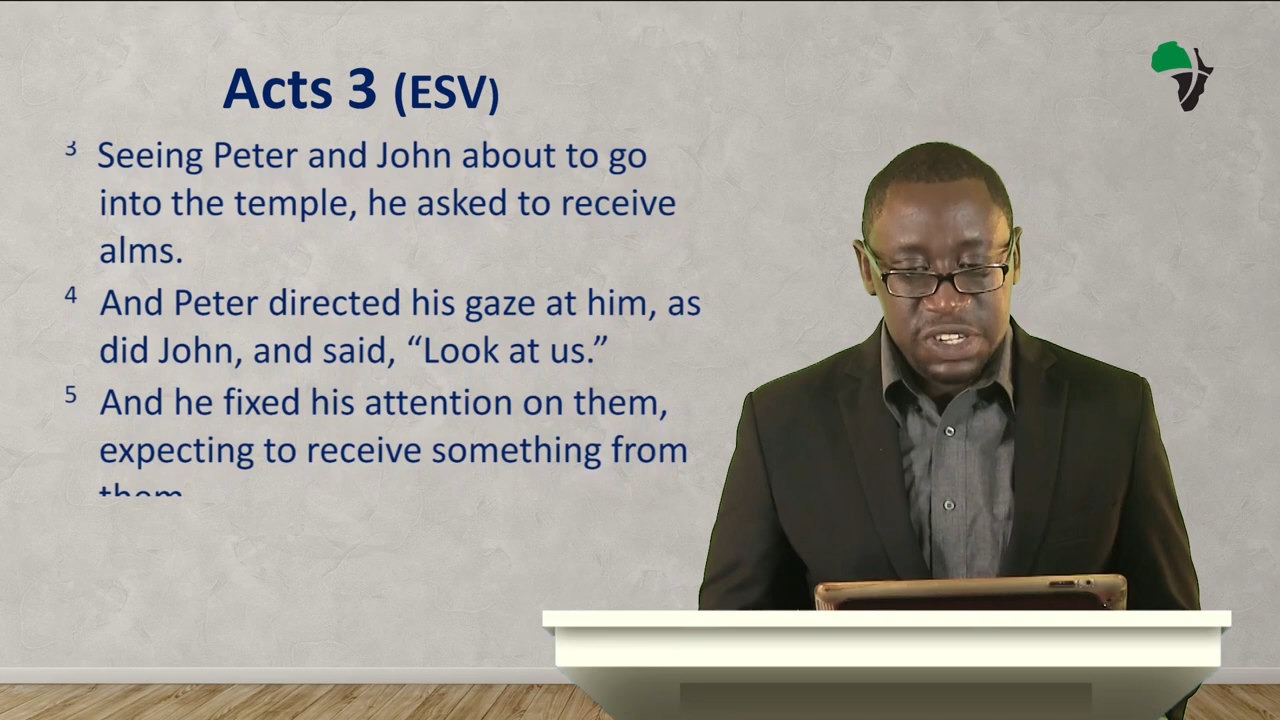 Acts 3 (ESV)
3 Seeing Peter and John about to go
into the temple, he asked to receive
alms.
4 And Peter directed his gaze at him, as
did John, and said, “Look at us.”
5 And he fixed his attention on them,
expecting to receive something from
them